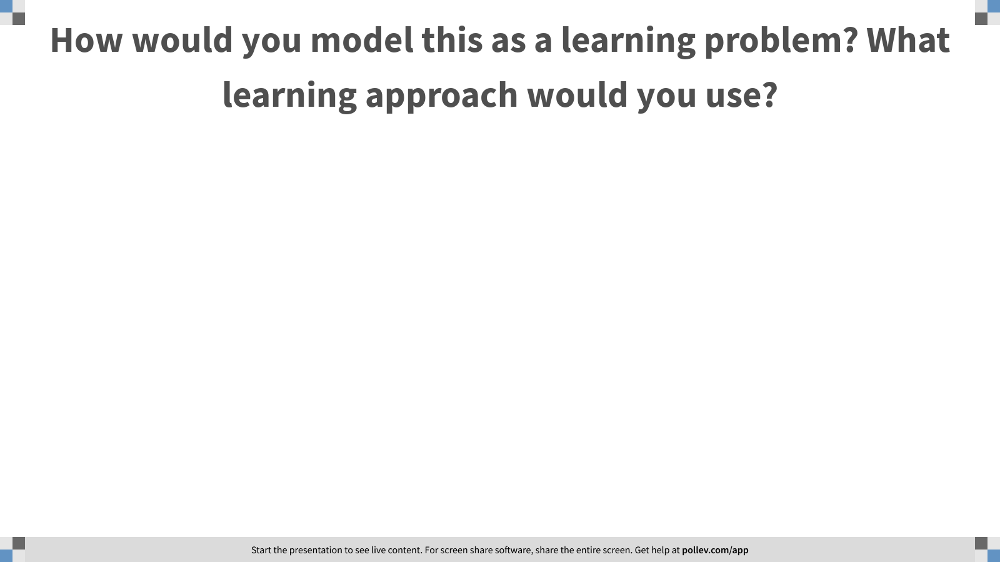 How would you model this as a learning problem? What
learning approach would you use?
Start the presentation to see live content. For screen share software, share the entire screen. Get help at pollev.com/app